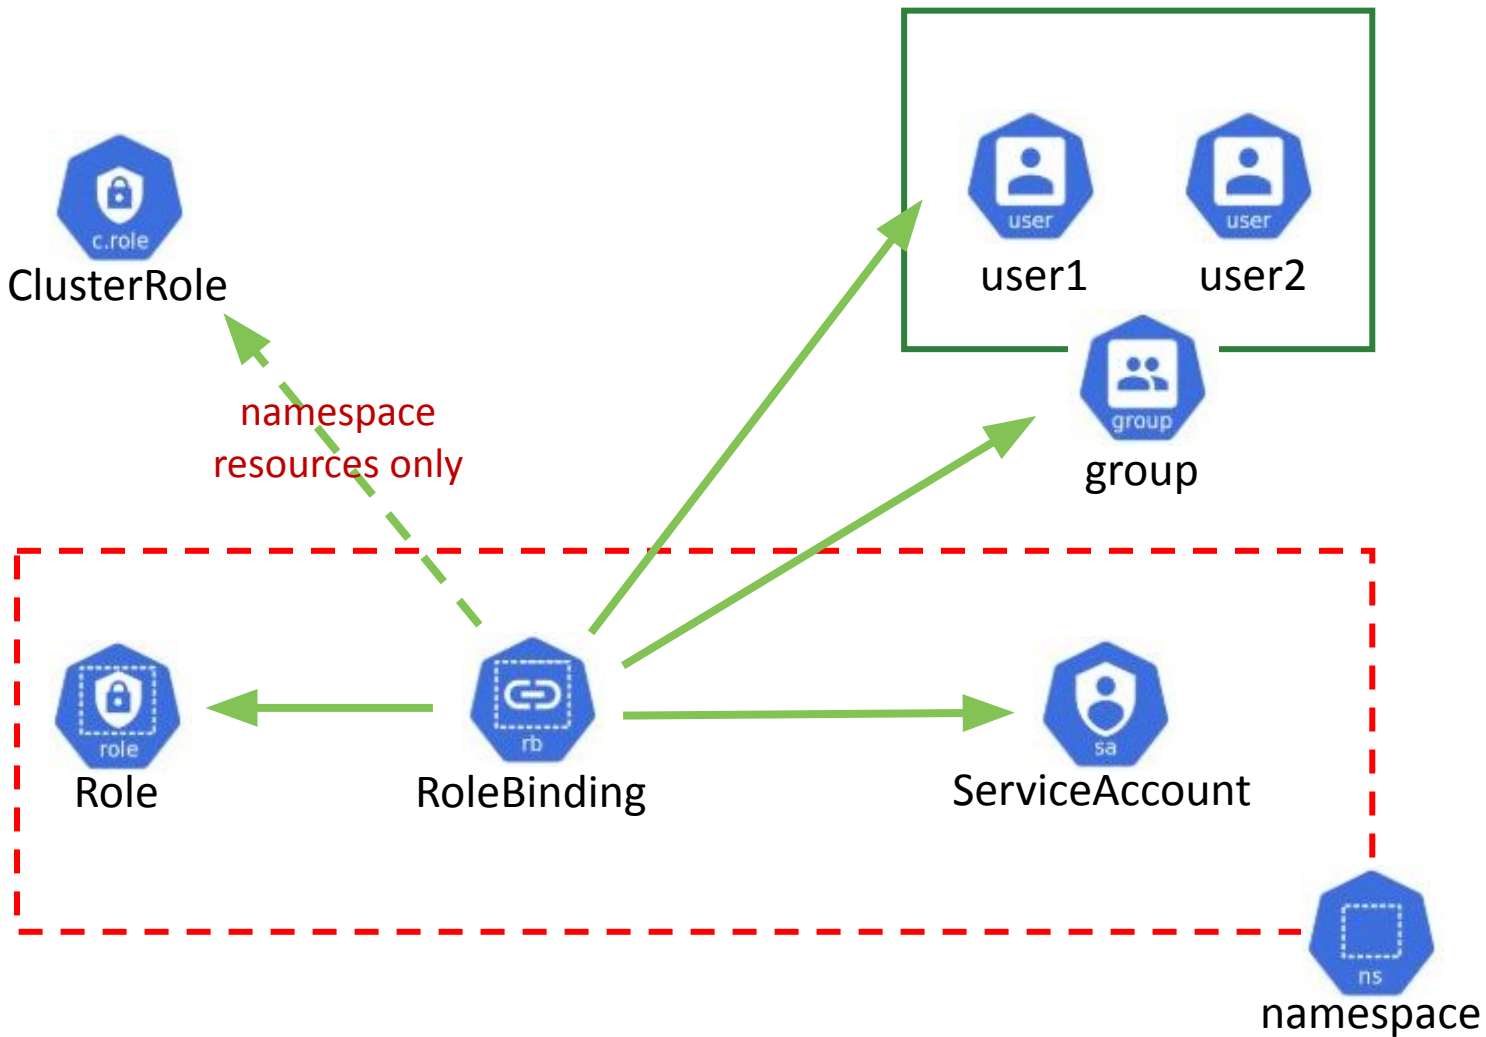 user
user
user1
user2
c.role
ClusterRole
group
group
namespace
resources only
role
Role
rb
RoleBinding
sa
ServiceAccount
ns
namespace